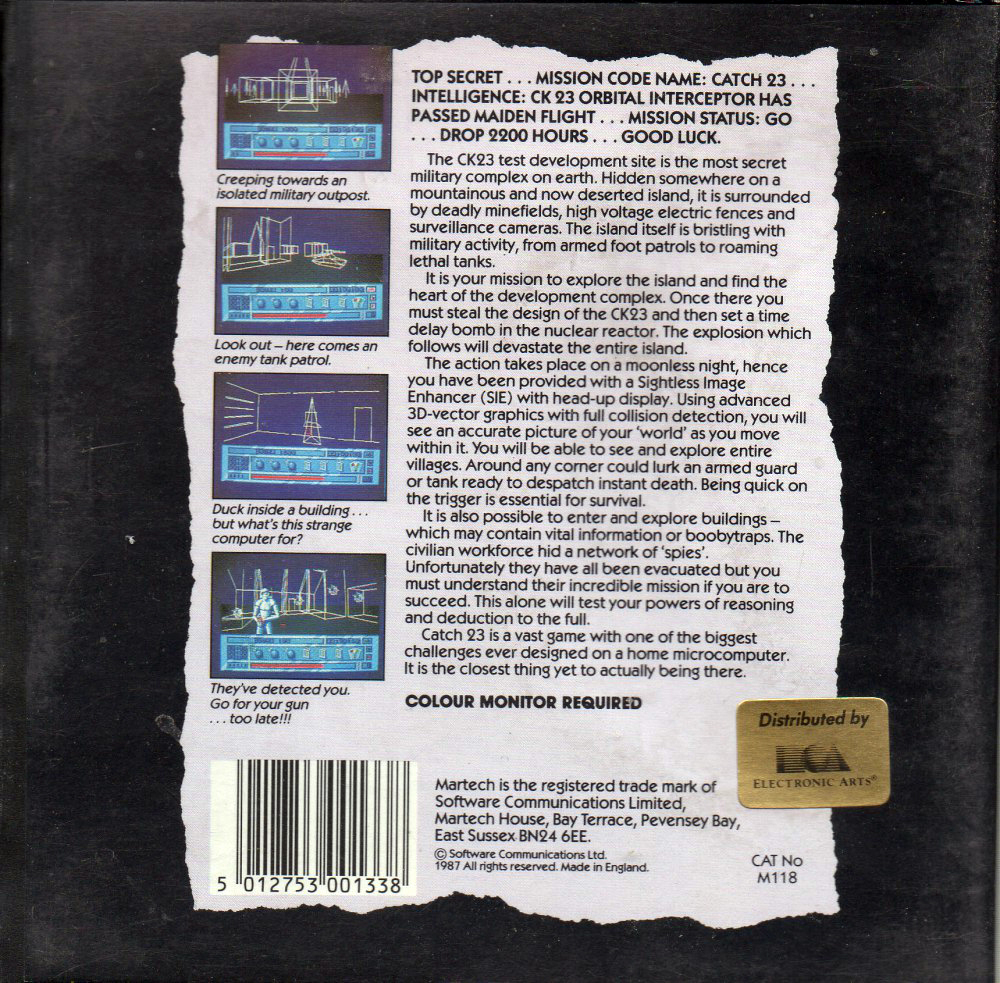 TOP SECRET . . . MISSION CODE NAME: CATCH 23 . . .
INTELLIGENCE: CK 23 ORBITAL INTERCEPTOR HAS
PASSED MAIDEN FLIGHT . . . MISSION STATUS: GO
. . . DROP 2200 HOURS . . . GOOD LUCK.
The CK23 test development site is the most secret
military complex on earth. Hidden somewhere on a
mountainous and now deserted island, it is surrounded
by deadly minefields, high voltage electric fences and
surveillance cameras. The island itself is bristling with
military activity, from armed foot patrols to roaming
lethal tanks.
It is your mission to explore the island and find the
heart of the development complex. Once there you
must steal the design of the CK23 and then set a time
delay bomb in the nuclear reactor. The explosion which
follows will devastate the entire island.
The action takes place on a moonless night, hence
you have been provided with a Sightless Image
Enhancer (SIE) with head-up display. Using advanced
3D-vector graphics with full collision detection, you will
see an accurate picture of your ‘world’ as you move
within it. You will be able to see and explore entire
villages. Around any corner could lurk an armed guard
or tank ready to despatch instant death. Being quick on
the trigger is essential for survival.
It is also possible to enter and explore buildings –
which may contain vital information or boobytraps. The
civilian workforce hid a network of ‘spies’.
Unfortunately they have all been evacuated but you
must understand their incredible mission if you are to
succeed. This alone will test your powers of reasoning
and deduction to the full.
Catch 23 is a vast game with one of the biggest
challenges ever designed on a home microcomputer.
It is the closest thing yet to actually being there.
COLOUR MONITOR REQUIRED
Creeping towards an
isolated military outpost.
Look out – here comes an
enemy tank patrol.
Duck inside a building . . .
but what's this strange
computer for?
They've detected you.
Go for your gun
. . . too late!!!
Distributed by
ELECTRONIC ARTS®
5 012753 001338
Martech is the registered trade mark of
Software Communications Limited,
Martech House, Bay Terrace, Pevensey Bay,
East Sussex BN24 6EE.
© Software Communications Ltd.
1987 All rights reserved. Made in England.
CAT No
M118